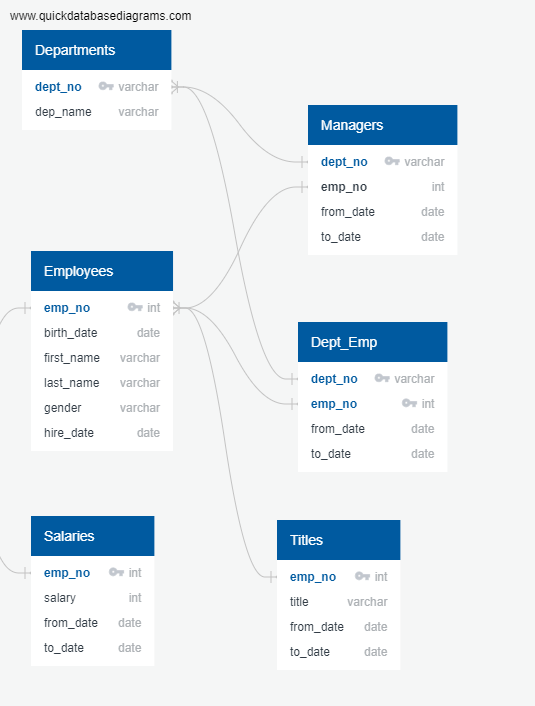 www.quickdatabasediagrams.com
Departments
dept_no varchar
dep_name varchar
Managers
dept_no varchar
emp_no int
from_date date
to_date date
Employees
emp_no int
birth_date date
first_name varchar
last_name varchar
gender varchar
hire_date date
Dept_Emp
dept_no varchar
emp_no int
from_date date
to_date date
Salaries
emp_no int
salary int
from_date date
to_date date
Titles
emp_no int
title varchar
from_date date
to_date date